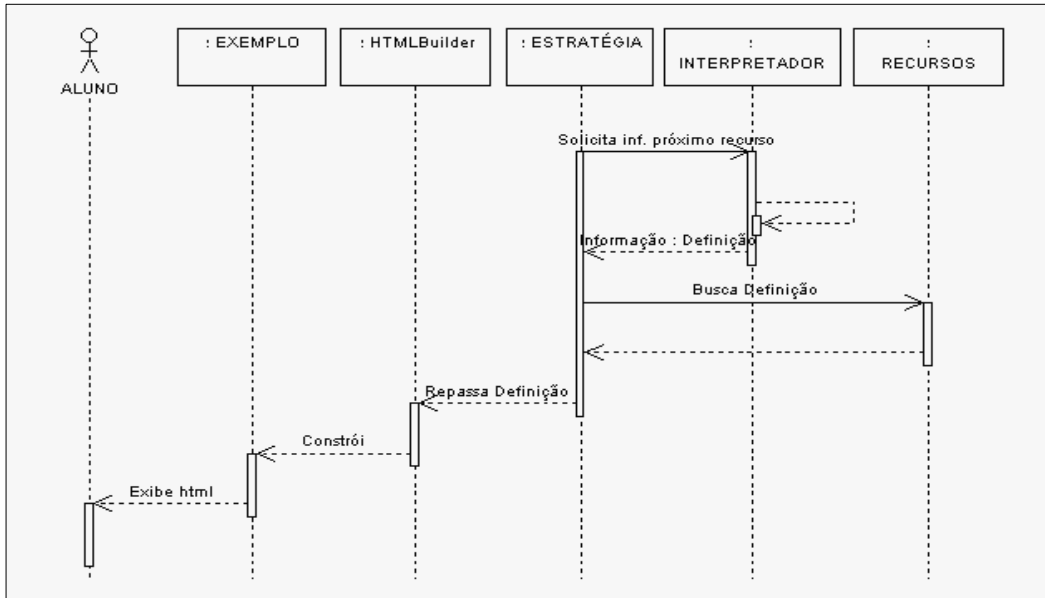 : EXEMPLO
: HTMLBuilder
: ESTRATÉGIA
:
INTERPRETADOR
:
RECURSOS
ALUNO
Solicita inf. próximo recurso
Informação : Definição
Busca Definição
Repassa Definição
Constrói
Exibe html